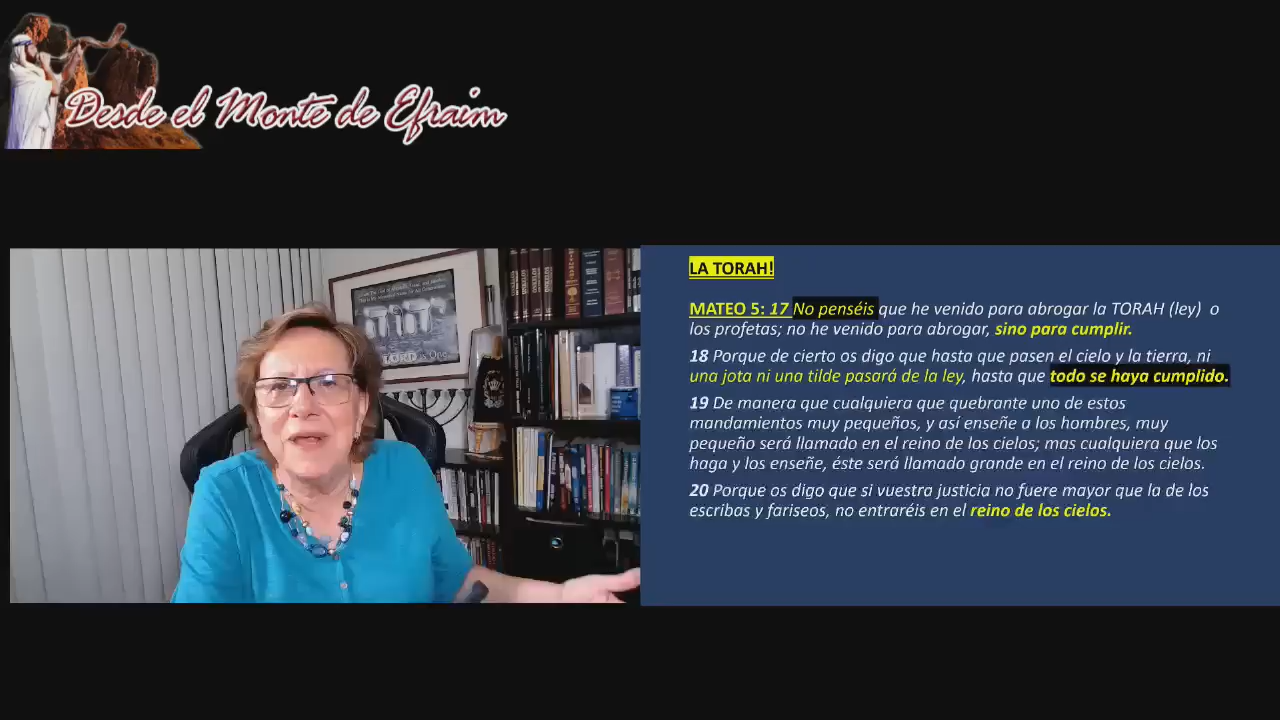 Desde el Monte de Efraim
LORD is One
LA TORAH!
MATEO 5: 17 No penséis que he venido para abrogar la TORAH (ley) o
los profetas; no he venido para abrogar, sino para cumplir.
18 Porque de cierto os digo que hasta que pasen el cielo y la tierra, ni
una jota ni una tilde pasará de la ley, hasta que todo se haya cumplido.
19 De manera que cualquiera que quebrante uno de estos
mandamientos muy pequeños, y así enseñe a los hombres, muy
pequeño será llamado en el reino de los cielos; mas cualquiera que los
haga y los enseñe, éste será llamado grande en el reino de los cielos.
20 Porque os digo que si vuestra justicia no fuere mayor que la de los
escribas y fariseos, no entraréis en el reino de los cielos.